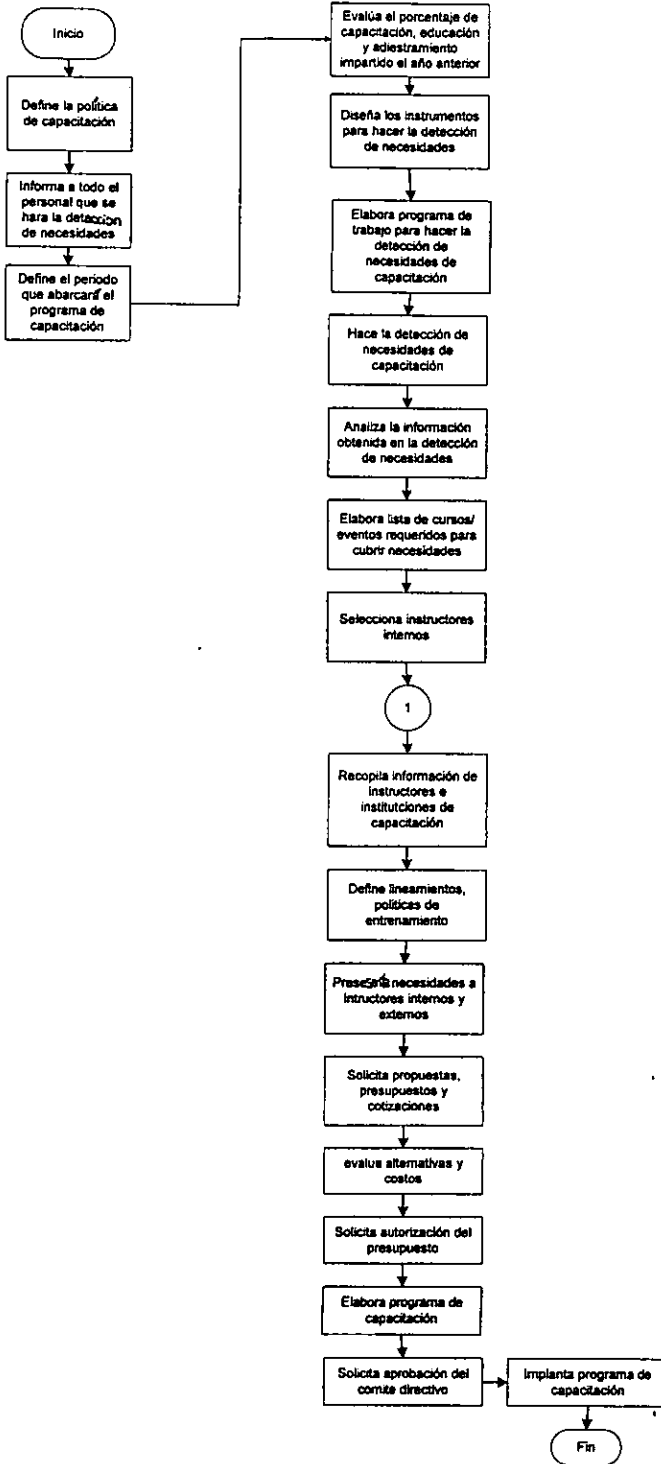 Inicio
Define la política
de capacitación
Informa a todo el
personal que se
hara la detección
de necesidades
Define el periodo
que abarcará el
programa de
capacitación
Evalúa el porcentaje de
capacitación, educación
y adiestramiento
impartido el año anterior
Diseña los instrumentos
para hacer la detección
de necesidades
Elabora programa de
trabajo para hacer la
detección de
necesidades de
capacitación
Hace la detección de
necesidades de
capacitación
Analiza la información
obtenida en la detección
de necesidades
Elabora lista de cursos/
eventos requeridos para
cubrir necesidades
Selecciona instructores
internos
1
Recopila información de
instructores e
institutciones de
capacitación
Define lineamientos,
políticas de
entrenamiento
Presenta necesidades a
Intructores internos y
externos
Solicita propuestas,
presupuestos y
cotizaciones
evalua alternativas y
costos
Solicita autorización del
presupuesto
Elabora programa de
capacitación
Solicita aprobación del
comite directivo
Implanta programa de
capacitación
Fin